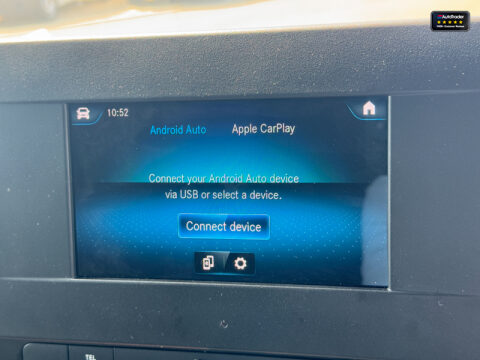 AutoTrader
10:52
Android Auto Apple CarPlay
Connect your Android Auto device
via USB or select a device.
Connect device
TEL